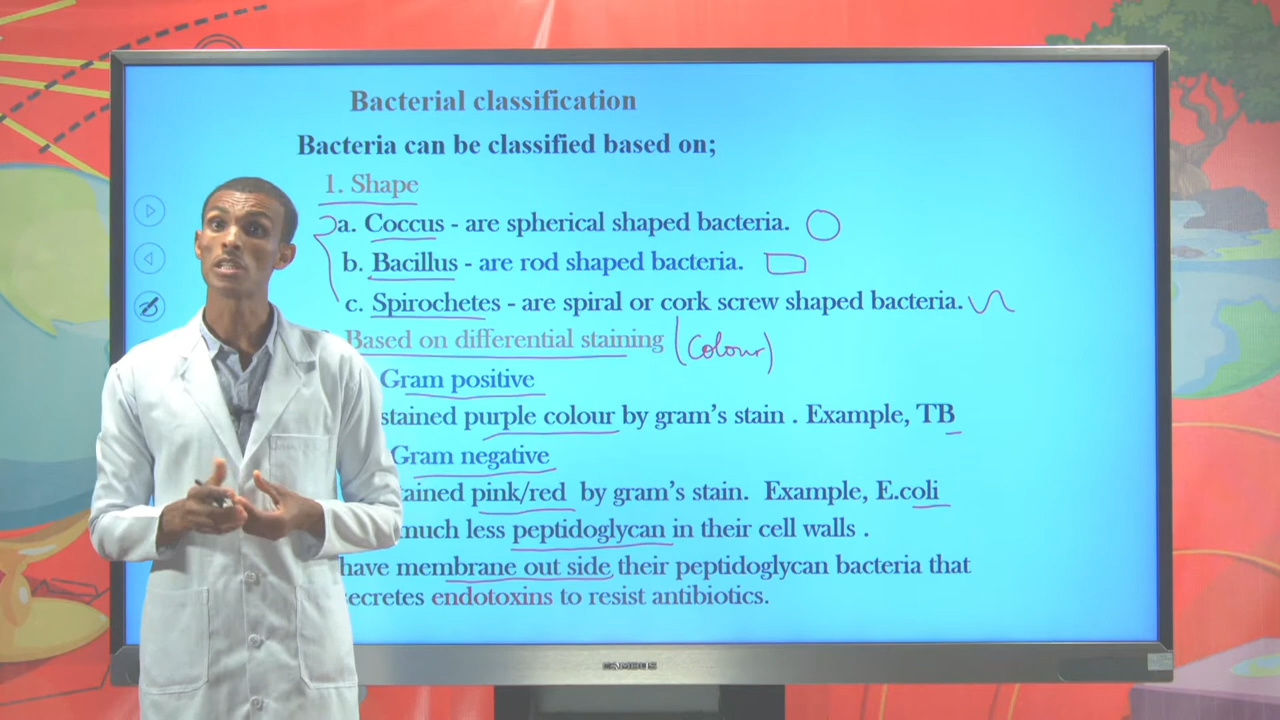 Bacterial classification
Bacteria can be classified based on;
1. Shape
a. Coccus - are spherical shaped bacteria.
b. Bacillus - are rod shaped bacteria.
c. Spirochetes - are spiral or cork screw shaped bacteria.
Based on differential staining (Colour)
Gram positive
stained purple colour by gram's stain . Example, TB
Gram negative
pink/red by gram's stain. Example, E.coli
much less peptidoglycan in their cell walls .
have membrane out side their peptidoglycan bacteria that
endotoxins to resist antibiotics.